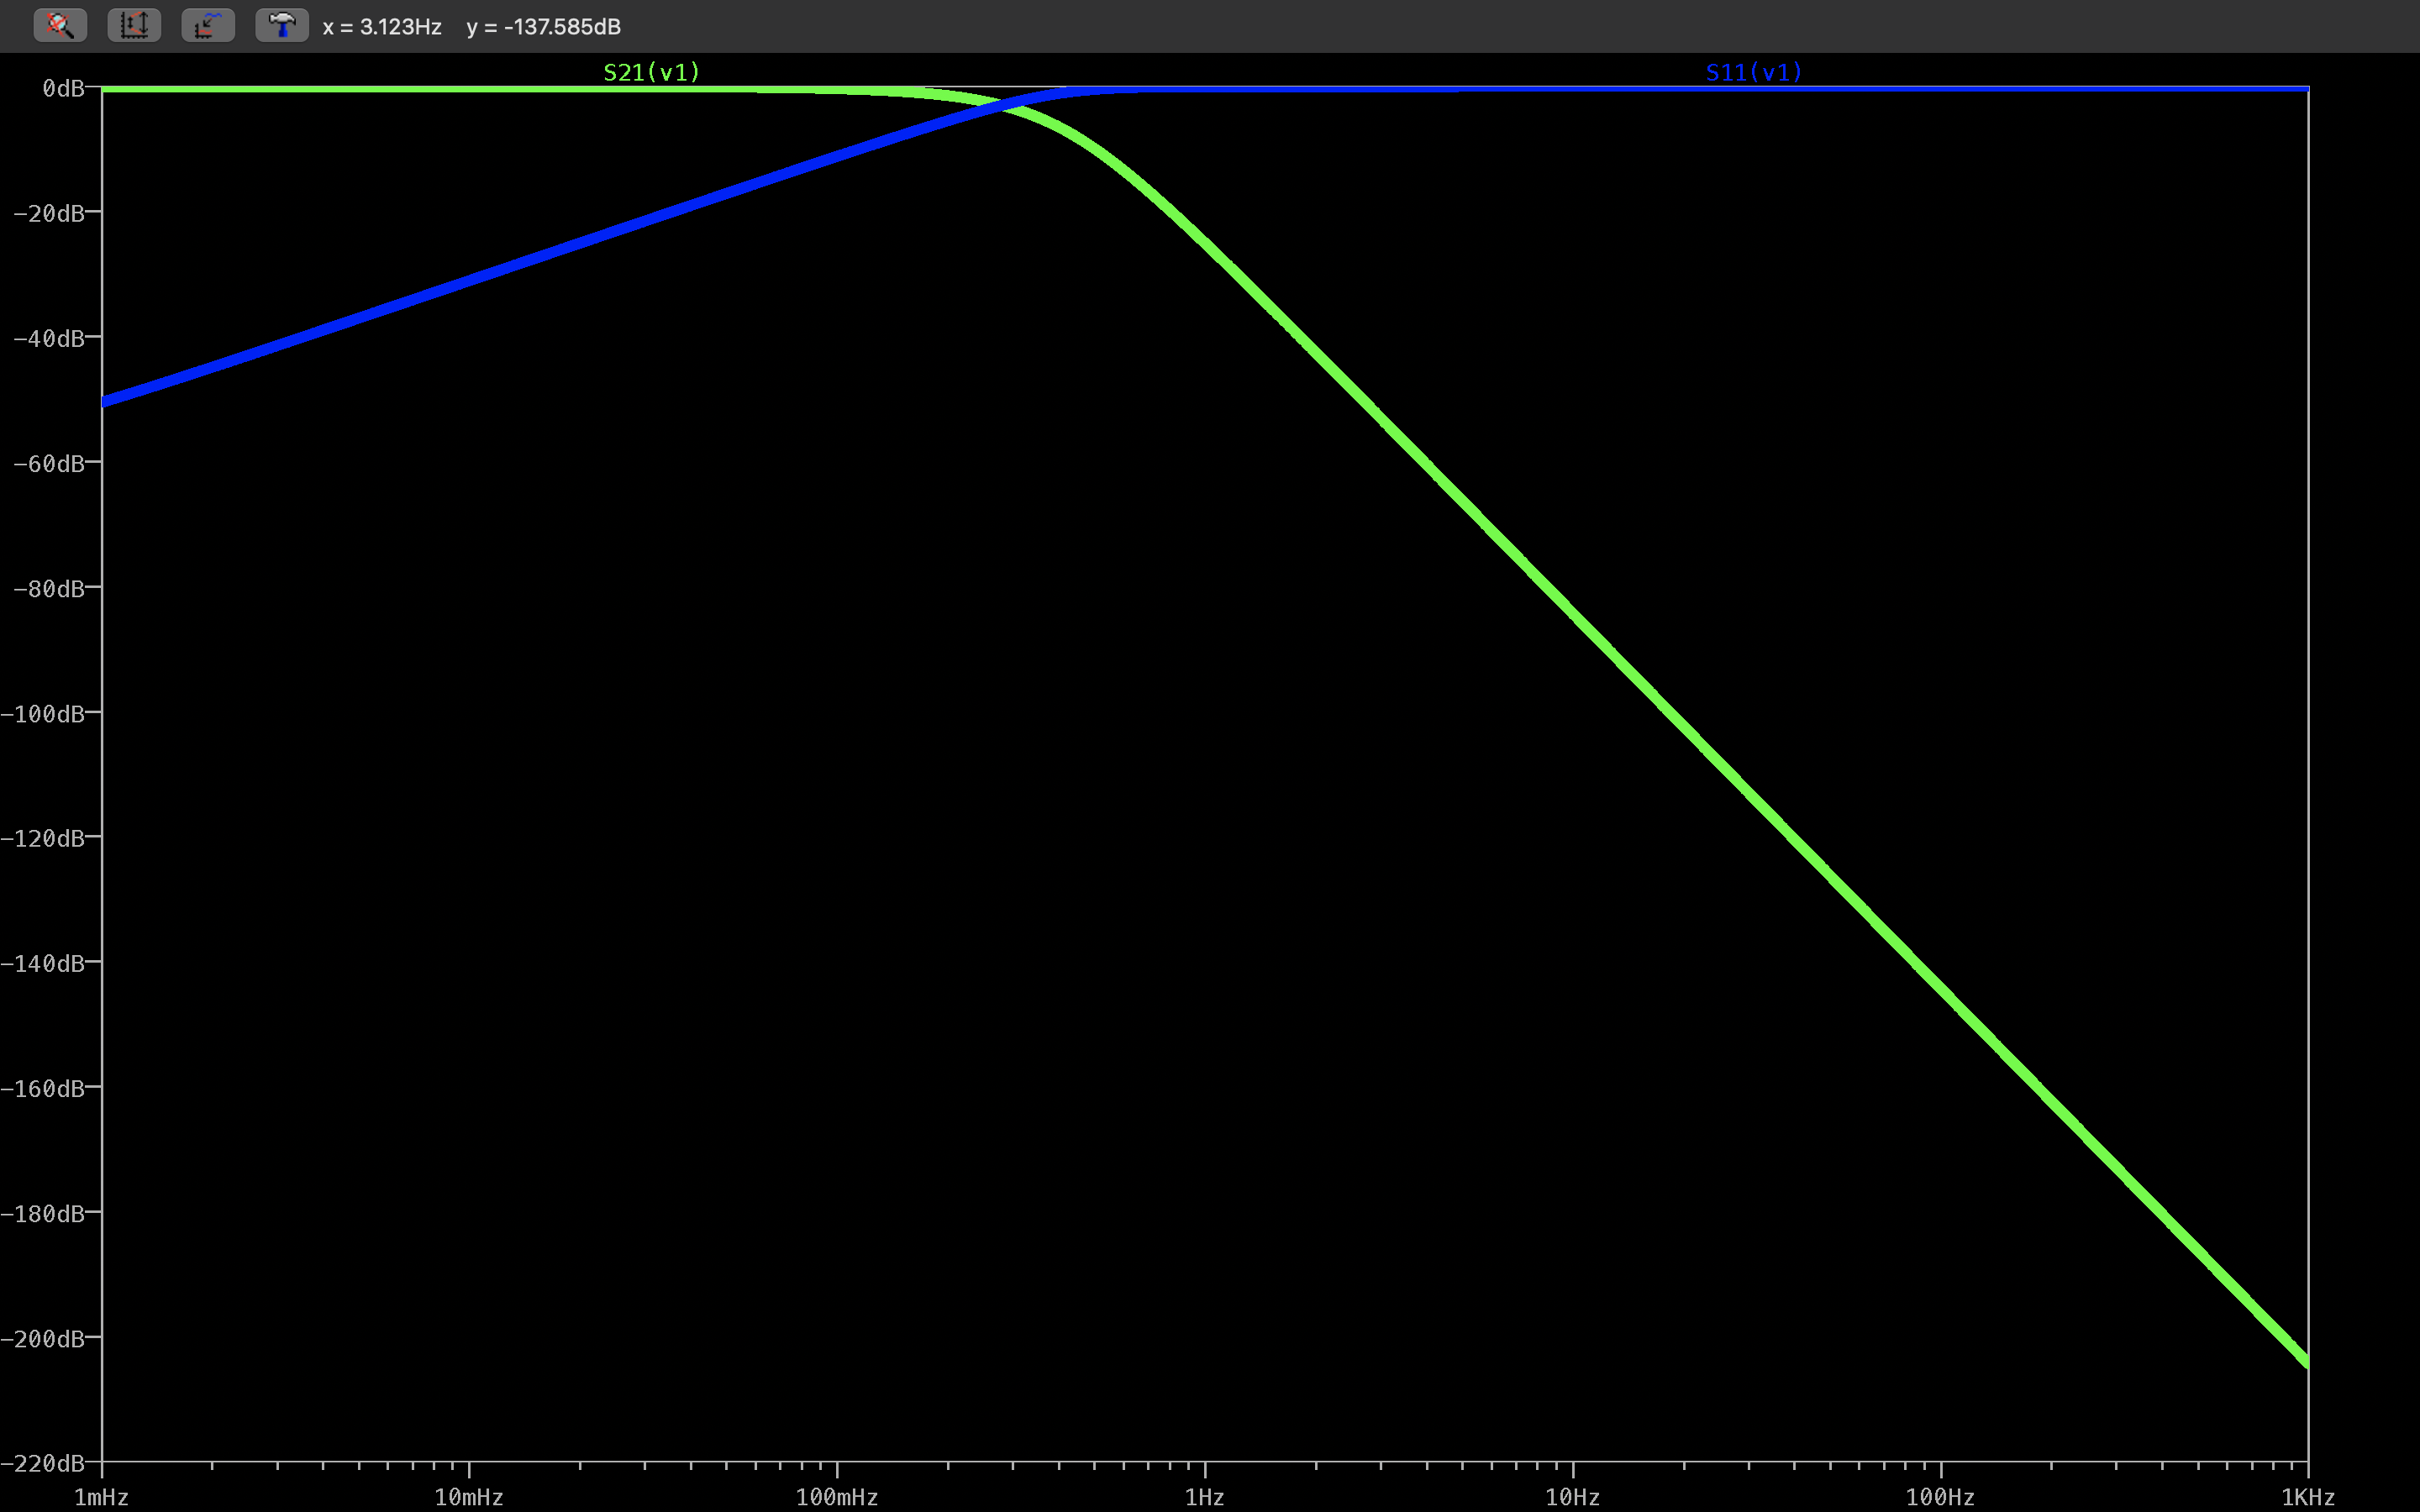 x = 3.123Hz y = -137.585dB
S21(v1) S11(v1)
0dB
-20dB
-40dB
-60dB
-80dB
-100dB
-120dB
-140dB
-160dB
-180dB
-200dB
-220dB
1mHz 10mHz 100mHz 1Hz 10Hz 100Hz 1KHz